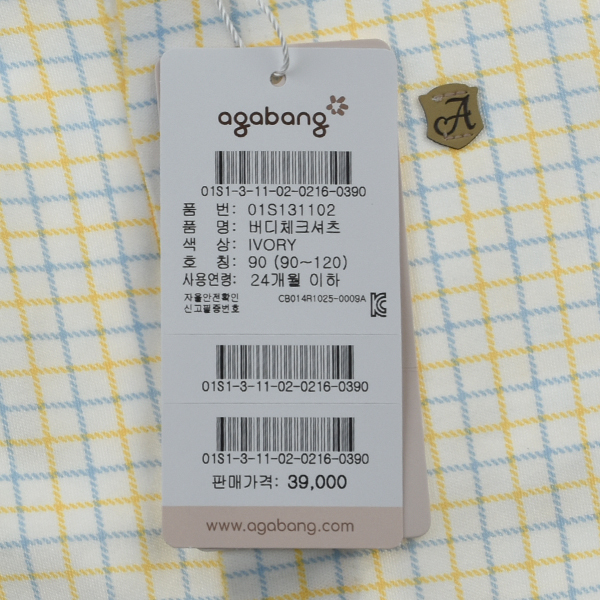 agabang
A
01S1-3-11-02-0216-0390
품 번: 01S131102
품 명: 버디체크셔츠
색 상: IVORY
호 칭: 90 (90~120)
사용연령: 24개월 이하
자율안전확인
신고필증번호 CB014R1025-0009A
01S1-3-11-02-0216-0390
01S1-3-11-02-0216-0390
판매가격: 39,000
www.agabang.com